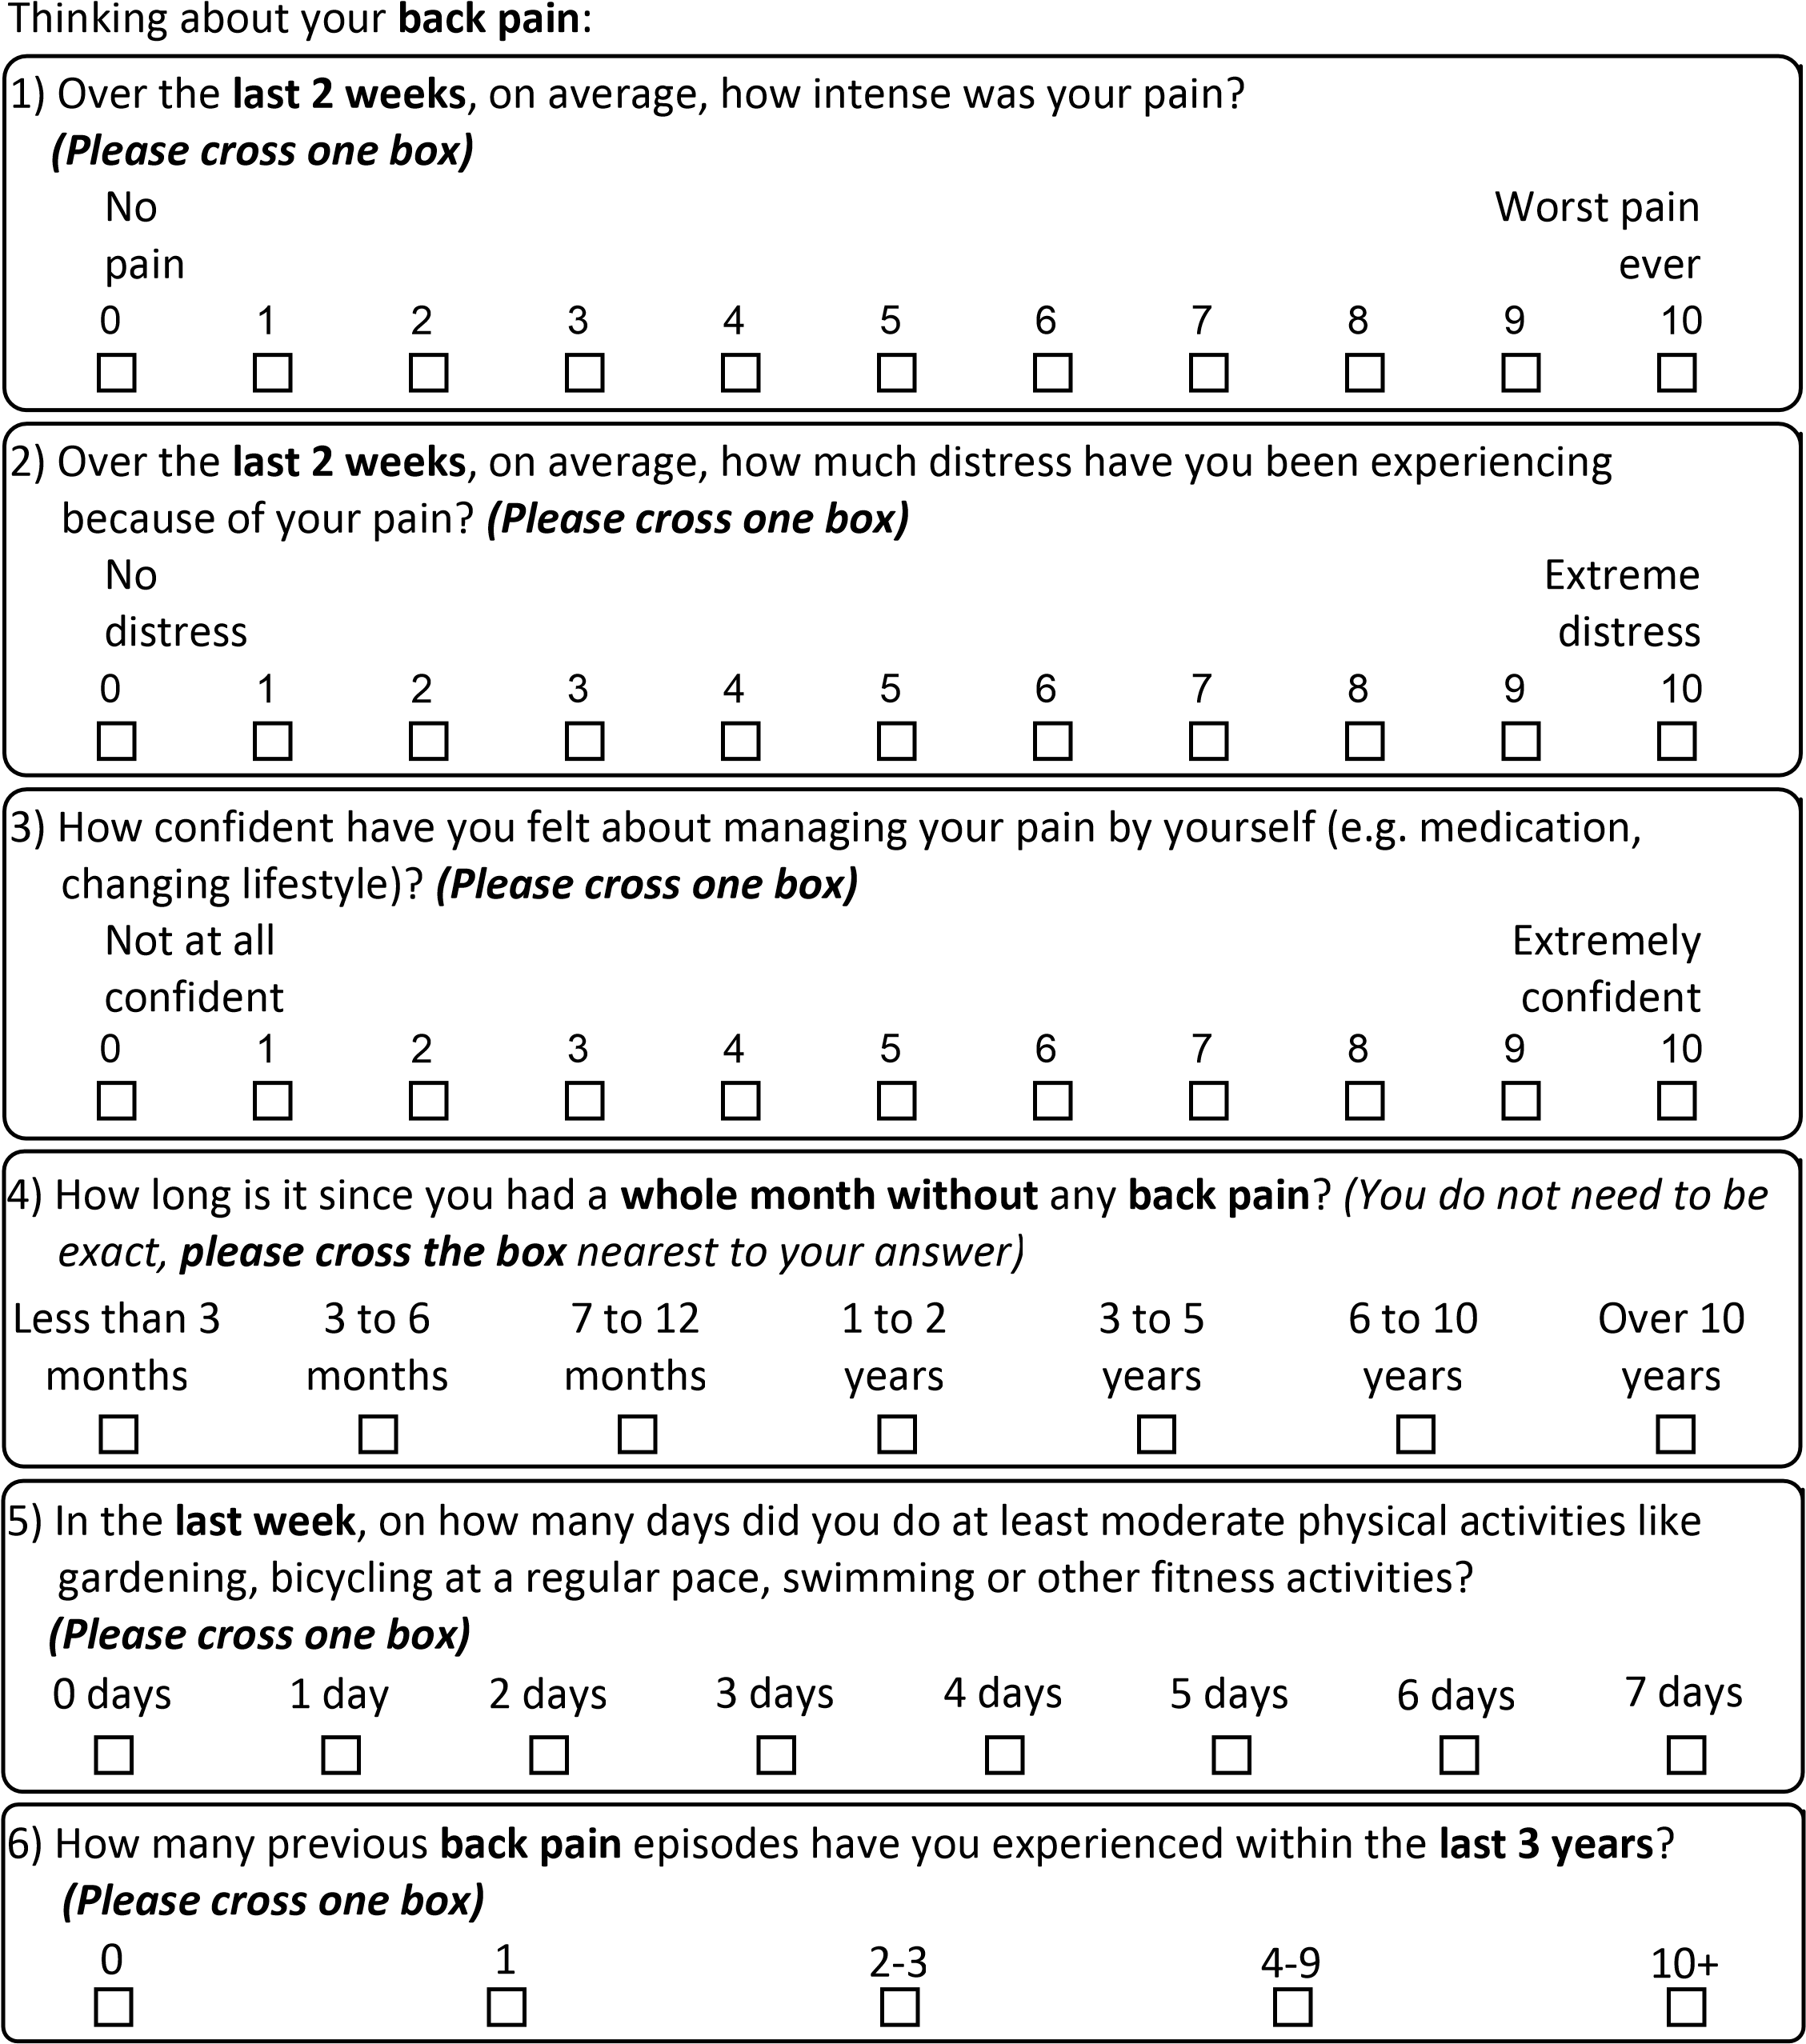 Thinking about your back pain:
1) Over the last 2 weeks, on average, how intense was your pain?
(Please cross one box)
No Worst pain
pain ever
0 1 2 3 4 5 6 7 8 9 10
2) Over the last 2 weeks, on average, how much distress have you been experiencing
because of your pain? (Please cross one box)
No Extreme
distress distress
0 1 2 3 4 5 6 7 8 9 10
3) How confident have you felt about managing your pain by yourself (e.g. medication,
changing lifestyle)? (Please cross one box)
Not at all Extremely
confident confident
0 1 2 3 4 5 6 7 8 9 10
4) How long is it since you had a whole month without any back pain? (You do not need to be
exact, please cross the box nearest to your answer)
Less than 3 3 to 6 7 to 12 1 to 2 3 to 5 6 to 10 Over 10
months months months years years years years
5) In the last week, on how many days did you do at least moderate physical activities like
gardening, bicycling at a regular pace, swimming or other fitness activities?
(Please cross one box)
0 days 1 day 2 days 3 days 4 days 5 days 6 days 7 days
6) How many previous back pain episodes have you experienced within the last 3 years?
(Please cross one box)
0 1 2-3 4-9 10+